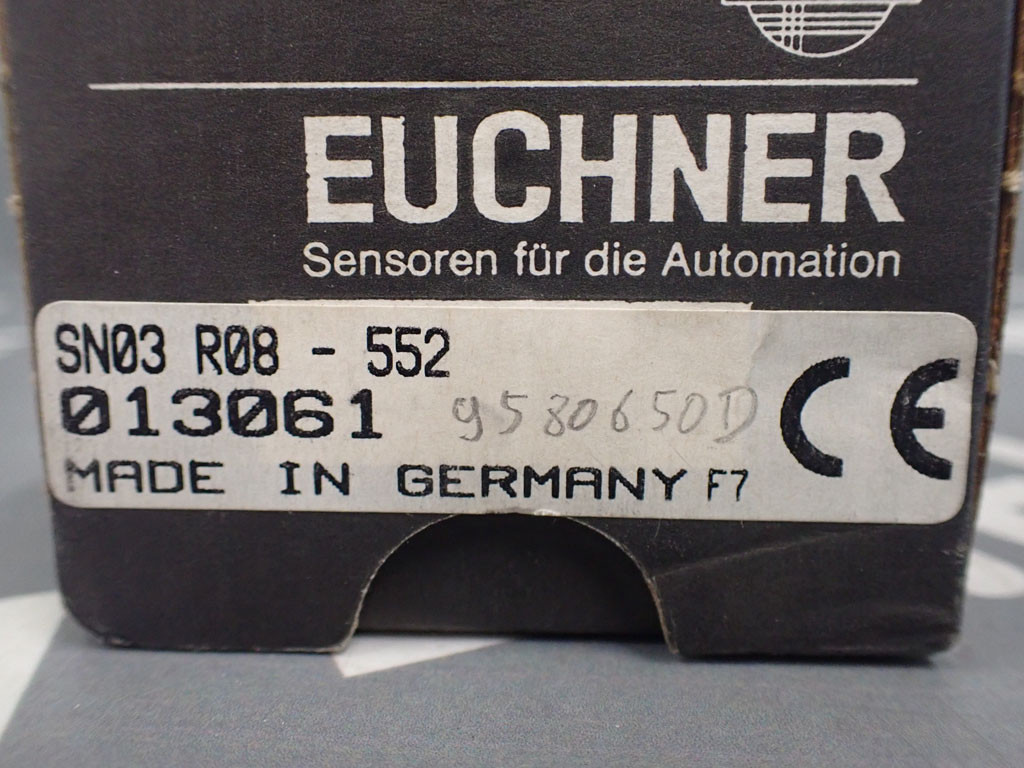 EUCHNER
Sensoren für die Automation
SN03 R08 - 552
013061 9580650D
MADE IN GERMANY F7
CE